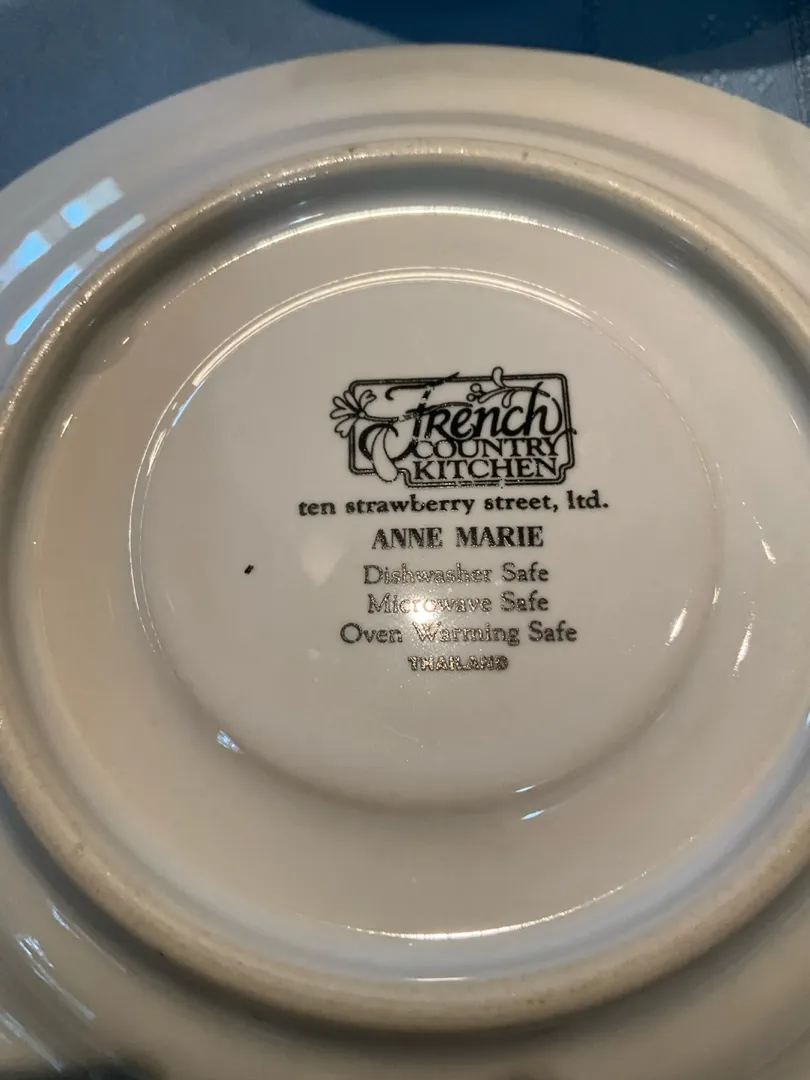 French
COUNTRY
KITCHEN
ten strawberry street, ltd.
ANNE MARIE
Dishwasher Safe
Microwave Safe
Oven Warming Safe
THAILAND